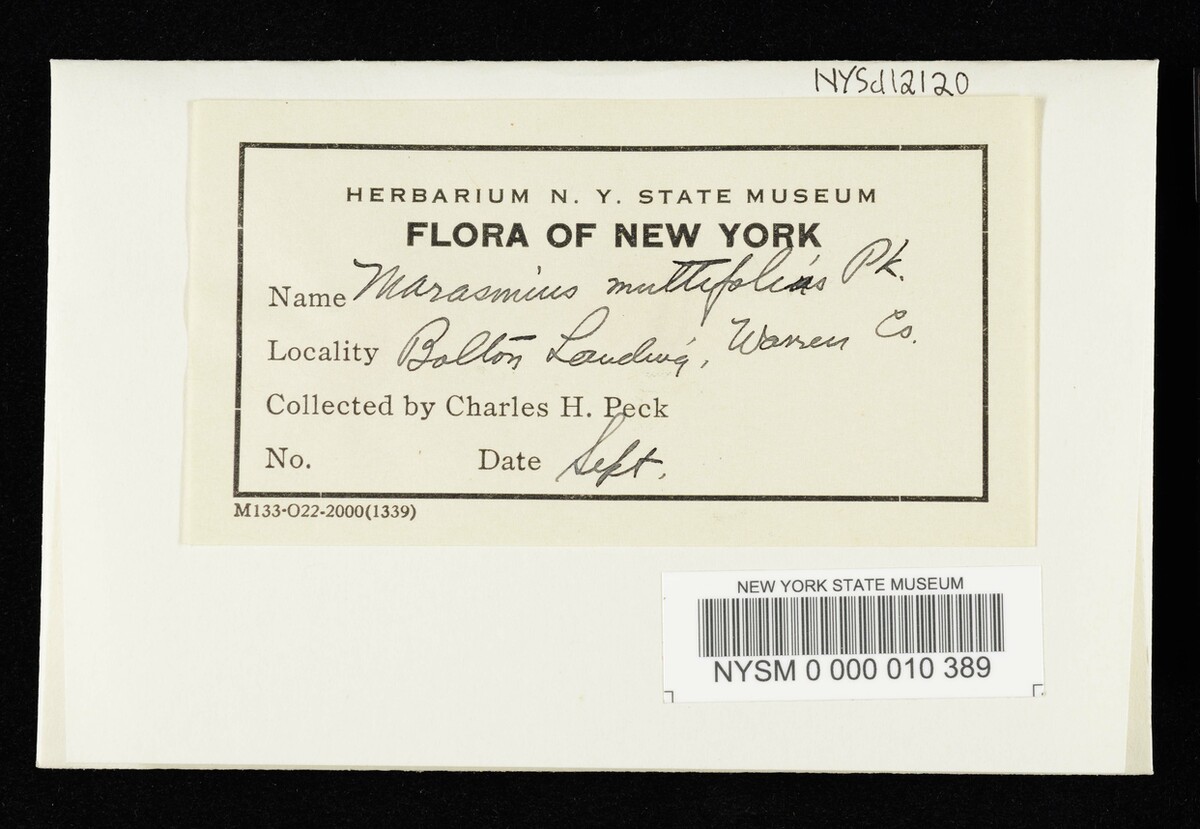 NYSd12120
HERBARIUM N. Y. STATE MUSEUM
FLORA OF NEW YORK
Name Marasmius multifolius Pk.
Locality Bolton Landing, Warren Co.
Collected by Charles H. Peck
No. Date Sept.
M133-O22-2000(1339)
NEW YORK STATE MUSEUM
NYSM 0 000 010 389